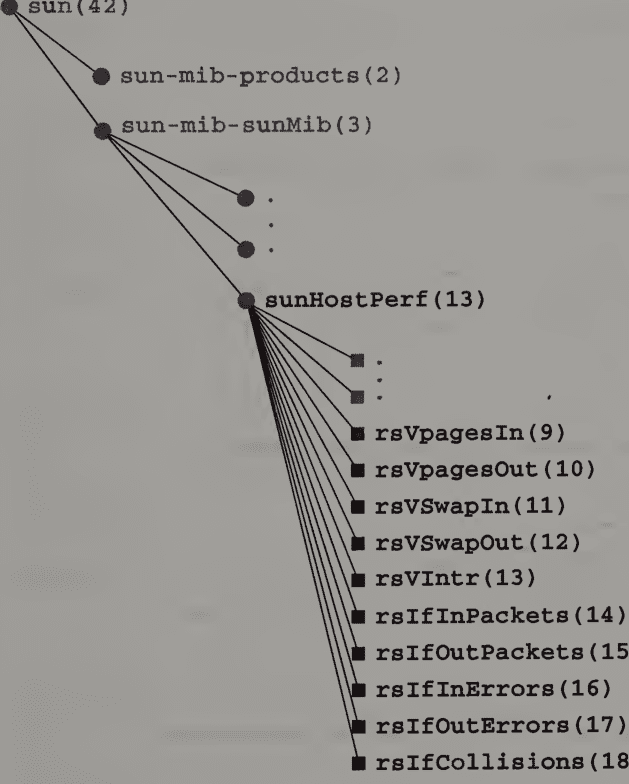 sun(42)
sun-mib-products(2)
sun-mib-sunMib(3)
.
.
.
sunHostPerf(13)
.
.
.
rsVpagesIn(9)
rsVpagesOut(10)
rsVSwapIn(11)
rsVSwapOut(12)
rsVIntr(13)
rsIfInPackets(14)
rsIfOutPackets(15
rsIfInErrors(16)
rsIfOutErrors(17)
rsIfCollisions(18